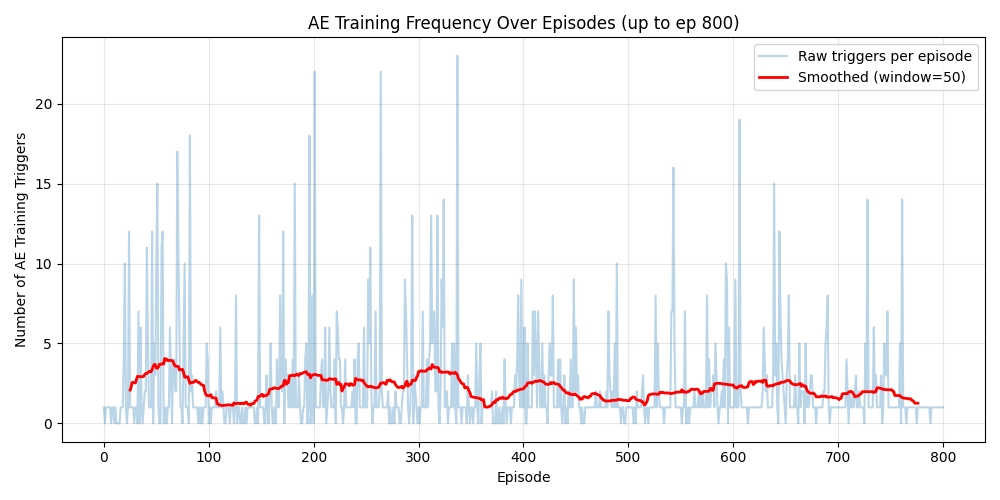 AE Training Frequency Over Episodes (up to ep 800)
Raw triggers per episode
Smoothed (window=50)
Number of AE Training Triggers
20
15
10
5
0
0 100 200 300 400 500 600 700 800
Episode